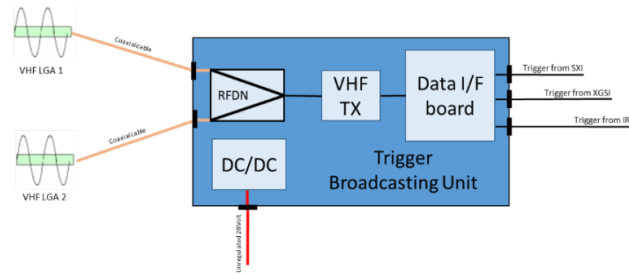 Coaxial cable
VHF LGA 1
Coaxial cable
VHF LGA 2
RFDN
VHF
TX
Data I/F
board
Trigger from SXI
Trigger from XGSI
Trigger from IR
DC/DC
Trigger
Broadcasting Unit
Unregulated 28Volt